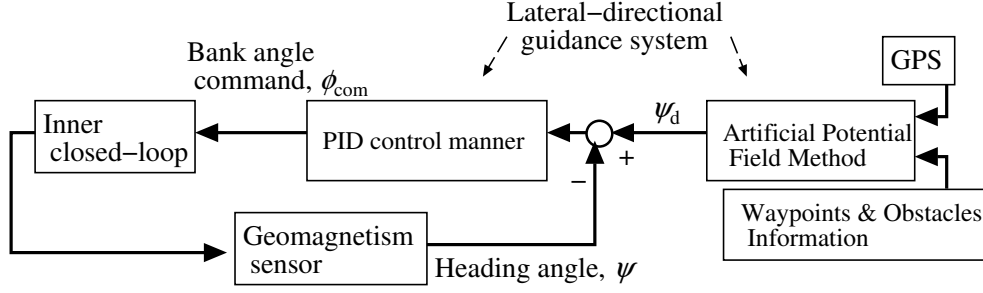 Lateral−directional
guidance system
Bank angle
command, ϕcom
GPS
Inner
closed−loop
PID control manner
ψd
+
−
Artificial Potential
Field Method
Geomagnetism
sensor
Heading angle, ψ
Waypoints & Obstacles
Information